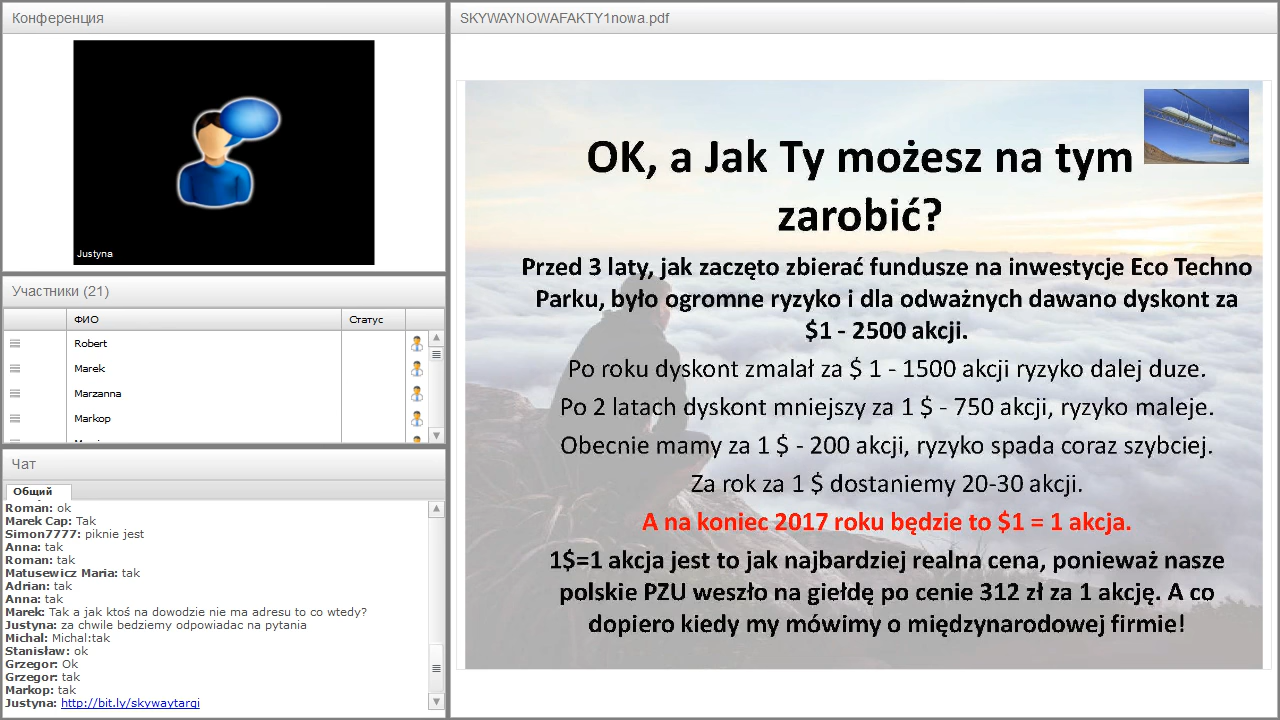 Конференция
Justyna
Участники (21)
ФИО Статус
Robert
Marek
Marzanna
Markop
Чат
Общий
Roman: ok
Marek Cap: Tak
Simon7777: piknie jest
Anna: tak
Roman: tak
Matusewicz Maria: tak
Adrian: tak
Anna: tak
Marek: Tak a jak ktoś na dowodzie nie ma adresu to co wtedy?
Justyna: za chwile bedziemy odpowiadac na pytania
Michal: Michal:tak
Stanisław: ok
Grzegor: Ok
Grzegor: tak
Markop: tak
Justyna: http://bit.ly/skywaytargi
SKYWAYNOWAFAKTY1nowa.pdf
OK, a Jak Ty możesz na tym
zarobić?
Przed 3 laty, jak zaczęto zbierać fundusze na inwestycje Eco Techno
Parku, było ogromne ryzyko i dla odważnych dawano dyskont za
$1 - 2500 akcji.
Po roku dyskont zmalał za $ 1 - 1500 akcji ryzyko dalej duze.
Po 2 latach dyskont mniejszy za 1 $ - 750 akcji, ryzyko maleje.
Obecnie mamy za 1 $ - 200 akcji, ryzyko spada coraz szybciej.
Za rok za 1 $ dostaniemy 20-30 akcji.
A na koniec 2017 roku będzie to $1 = 1 akcja.
1$=1 akcja jest to jak najbardziej realna cena, ponieważ nasze
polskie PZU weszło na giełdę po cenie 312 zł za 1 akcję. A co
dopiero kiedy my mówimy o międzynarodowej firmie!